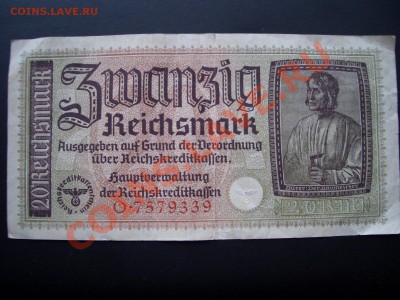 COINS.LAVE.RU
Zwanzig
Reichsmark
Ausgegeben auf Grund der Verordnung
über Reichskreditkassen.
Hauptverwaltung
der Reichskreditkassen
O·7579339
20 Reichsmark